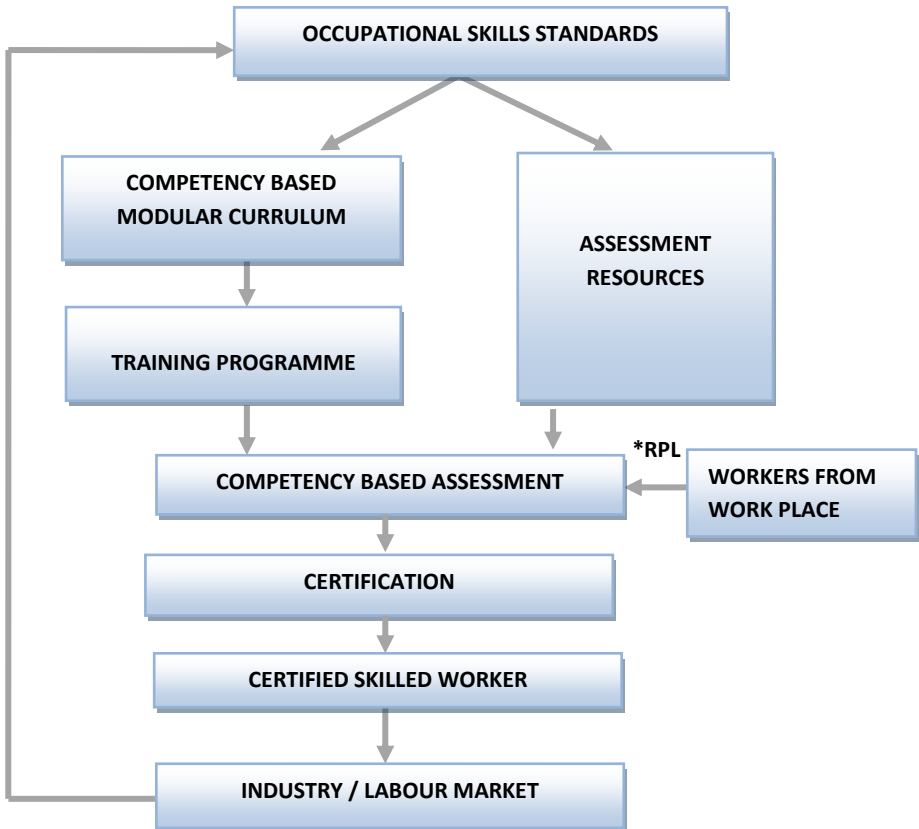 OCCUPATIONAL SKILLS STANDARDS
COMPETENCY BASED
MODULAR CURRULUM
ASSESSMENT
RESOURCES
TRAINING PROGRAMME
*RPL
COMPETENCY BASED ASSESSMENT
WORKERS FROM
WORK PLACE
CERTIFICATION
CERTIFIED SKILLED WORKER
INDUSTRY / LABOUR MARKET